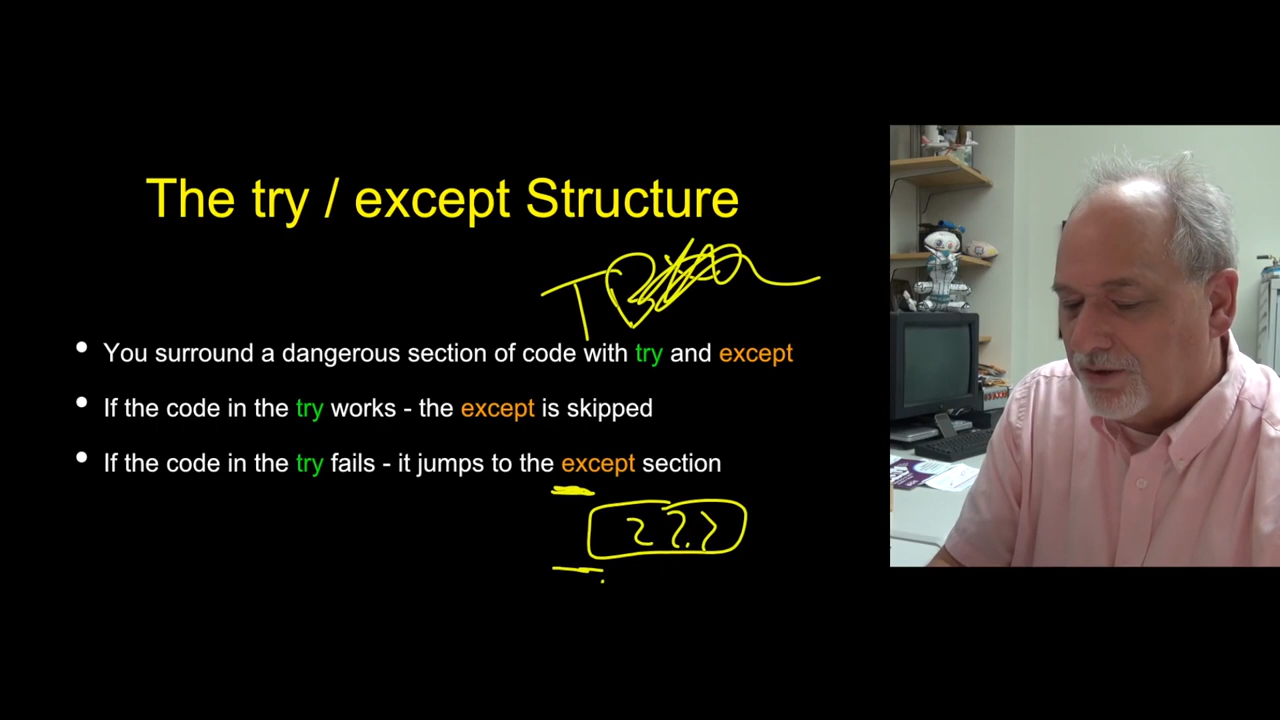 The try / except Structure
• You surround a dangerous section of code with try and except
• If the code in the try works - the except is skipped
• If the code in the try fails - it jumps to the except section